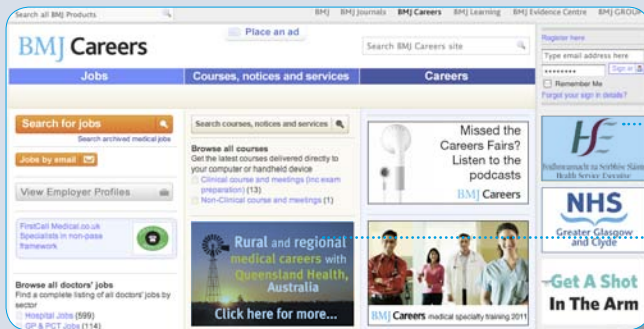 Search all BMJ Products
BMJ
BMJ Journals
BMJ Careers
BMJ Learning
BMJ Evidence Centre
BMJ GROUP
BMJ Careers
Place an ad
Search BMJ Careers site
Register here
Type email address here
Sign in
Remember Me
Forgot your sign in details?
Jobs
Courses, notices and services
Careers
Search for jobs
Search archived medical jobs
Jobs by email
View Employer Profiles
FirstCall Medical.co.uk
Specialists in non-pase
framework
Browse all doctors' jobs
Find a complete listing of all doctors' jobs by
sector
Hospital Jobs (599)
GP & PCT Jobs (114)
Search courses, notices and services
Browse all courses
Get the latest courses delivered directly to
your computer or handheld device
Clinical course and meetings (inc exam
preparation) (13)
Non-Clinical course and meetings (1)
Rural and regional
medical careers with
Queensland Health,
Australia
Click here for more...
Missed the
Careers Fairs?
Listen to the
podcasts
BMJ Careers
BMJ Careers medical specialty training 2011
Feidhmeannacht na Seirbhíse Sláinte
Health Service Executive
NHS
Greater Glasgow
and Clyde
Get A Shot
In The Arm